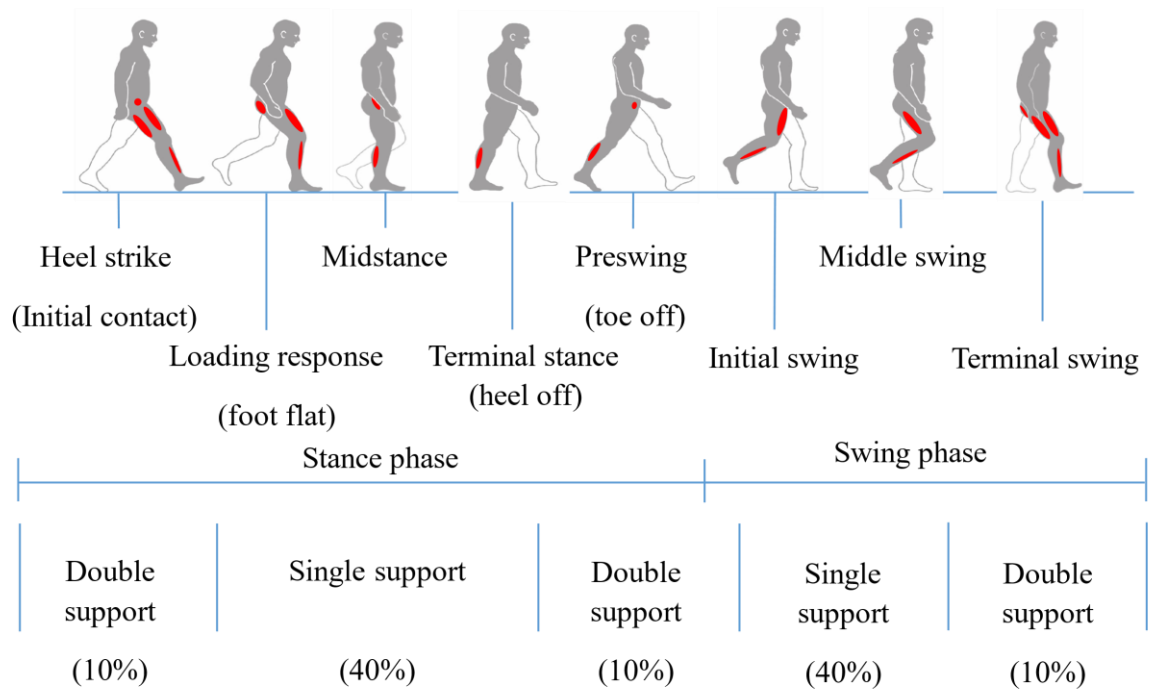 Heel strike
(Initial contact)
Loading response
(foot flat)
Midstance
Terminal stance
(heel off)
Preswing
(toe off)
Initial swing
Middle swing
Terminal swing
Stance phase
Swing phase
Double
support
(10%)
Single support
(40%)
Double
support
(10%)
Single
support
(40%)
Double
support
(10%)